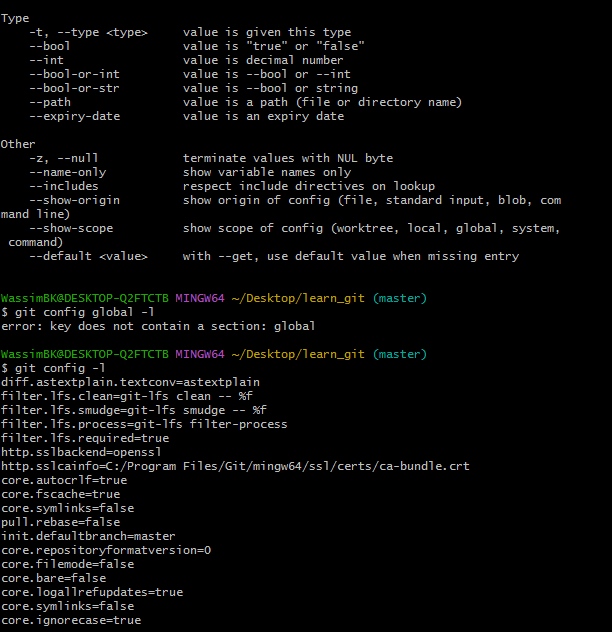 Type
    -t, --type <type>     value is given this type
    --bool                value is "true" or "false"
    --int                 value is decimal number
    --bool-or-int         value is --bool or --int
    --bool-or-str         value is --bool or string
    --path                value is a path (file or directory name)
    --expiry-date         value is an expiry date
Other
    -z, --null            terminate values with NUL byte
    --name-only           show variable names only
    --includes            respect include directives on lookup
    --show-origin         show origin of config (file, standard input, blob, com
mand line)
    --show-scope          show scope of config (worktree, local, global, system,
 command)
    --default <value>     with --get, use default value when missing entry
WassimBK@DESKTOP-Q2FTCTB MINGW64 ~/Desktop/learn_git (master)
$ git config global -l
error: key does not contain a section: global
WassimBK@DESKTOP-Q2FTCTB MINGW64 ~/Desktop/learn_git (master)
$ git config -l
diff.astextplain.textconv=astextplain
filter.lfs.clean=git-lfs clean -- %f
filter.lfs.smudge=git-lfs smudge -- %f
filter.lfs.process=git-lfs filter-process
filter.lfs.required=true
http.sslbackend=openssl
http.sslcainfo=C:/Program Files/Git/mingw64/ssl/certs/ca-bundle.crt
core.autocrlf=true
core.fscache=true
core.symlinks=false
pull.rebase=false
init.defaultbranch=master
core.repositoryformatversion=0
core.filemode=false
core.bare=false
core.logallrefupdates=true
core.symlinks=false
core.ignorecase=true